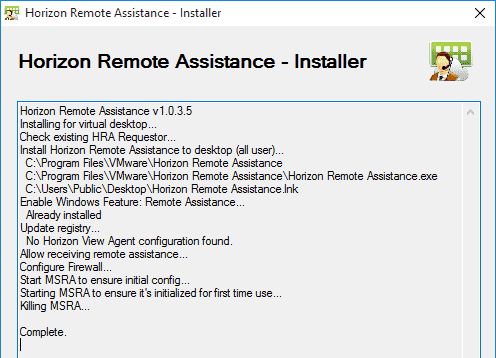 Horizon Remote Assistance - Installer
Horizon Remote Assistance - Installer
Horizon Remote Assistance v1.0.3.5
Installing for virtual desktop...
Check existing HRA Requestor...
Install Horizon Remote Assistance to desktop (all user)...
C:\Program Files\VMware\Horizon Remote Assistance
C:\Program Files\VMware\Horizon Remote Assistance\Horizon Remote Assistance.exe
C:\Users\Public\Desktop\Horizon Remote Assistance.lnk
Enable Windows Feature: Remote Assistance...
Already installed
Update registry...
No Horizon View Agent configuration found.
Allow receiving remote assistance...
Configure Firewall...
Start MSRA to ensure initial config...
Starting MSRA to ensure it's initialized for first time use...
Killing MSRA...
Complete.